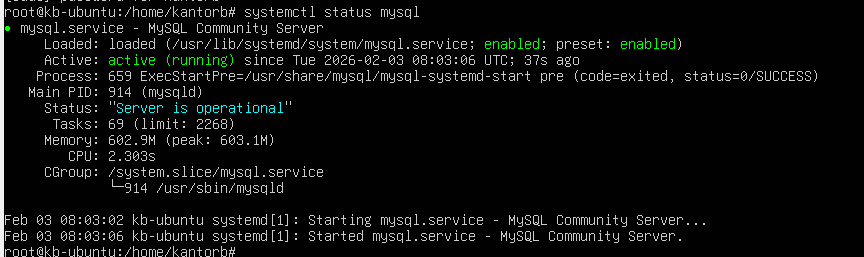 root@kb-ubuntu:/home/kantorb# systemctl status mysql
● mysql.service - MySQL Community Server
Loaded: loaded (/usr/lib/systemd/system/mysql.service; enabled; preset: enabled)
Active: active (running) since Tue 2026-02-03 08:03:06 UTC; 37s ago
Process: 659 ExecStartPre=/usr/share/mysql/mysql-systemd-start pre (code=exited, status=0/SUCCESS)
Main PID: 914 (mysqld)
Status: "Server is operational"
Tasks: 69 (limit: 2268)
Memory: 602.9M (peak: 603.1M)
CPU: 2.303s
CGroup: /system.slice/mysql.service
└─914 /usr/sbin/mysqld
Feb 03 08:03:02 kb-ubuntu systemd[1]: Starting mysql.service - MySQL Community Server...
Feb 03 08:03:06 kb-ubuntu systemd[1]: Started mysql.service - MySQL Community Server.
root@kb-ubuntu:/home/kantorb#